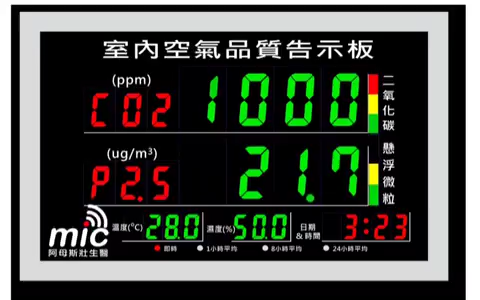 室內空氣品質告示板
(ppm)
CO2 1000 二氧化碳
(ug/m³)
P2.5 21.7 懸浮微粒
mic 溫度(°C) 28.0 濕度(%) 50.0 日期&時間 3:23
阿母斯壯生醫 即時 1小時平均 8小時平均 24小時平均